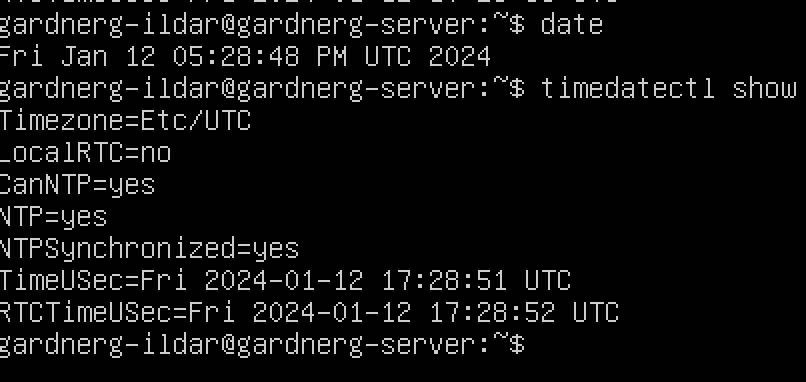 gardnerg-ildar@gardnerg-server:~$ date
Fri Jan 12 05:28:48 PM UTC 2024
gardnerg-ildar@gardnerg-server:~$ timedatectl show
Timezone=Etc/UTC
LocalRTC=no
CanNTP=yes
NTP=yes
NTPSynchronized=yes
TimeUSec=Fri 2024-01-12 17:28:51 UTC
RTCTimeUSec=Fri 2024-01-12 17:28:52 UTC
gardnerg-ildar@gardnerg-server:~$